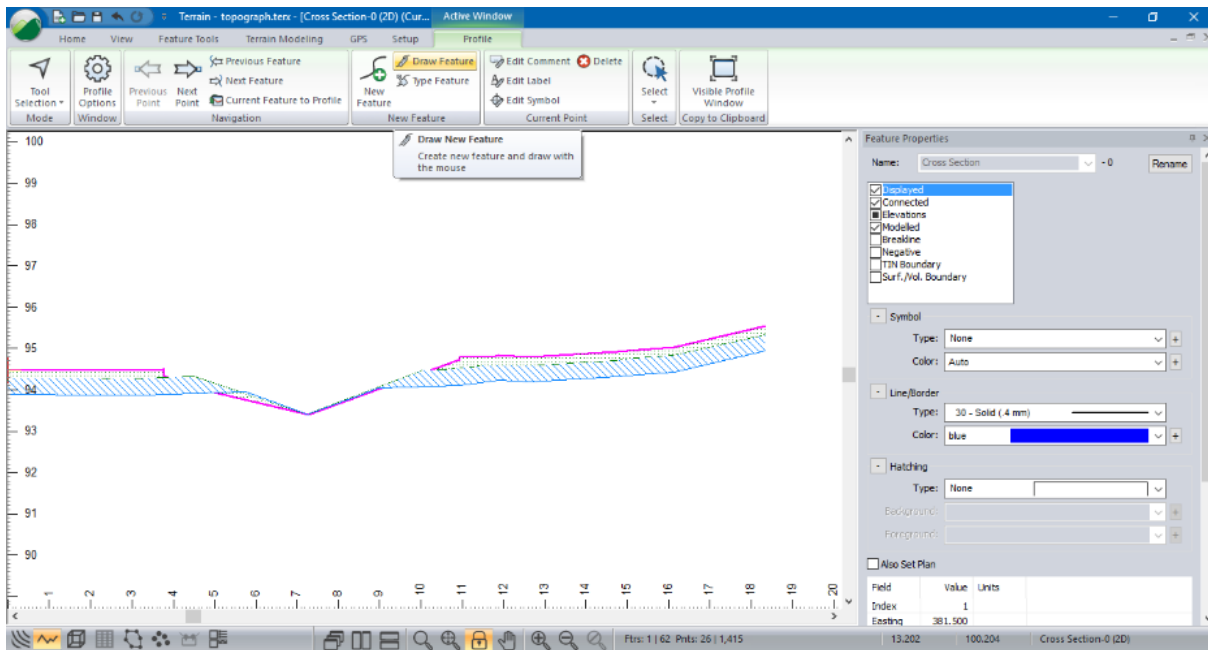 Terrain - topograph.terx - [Cross Section-0 (2D) (Cur...
Active Window
Home View Feature Tools Terrain Modeling GPS Setup Profile
Tool Selection
Mode
Profile Options
Window
Previous Point
Next Point
Previous Feature
Next Feature
Current Feature to Profile
Navigation
New Feature
Draw Feature
Type Feature
New Feature
Edit Comment
Delete
Edit Label
Edit Symbol
Current Point
Select
Select
Visible Profile Window
Copy to Clipboard
Draw New Feature
Create new feature and draw with
the mouse
100
99
98
97
96
95
94
93
92
91
90
1 2 3 4 5 6 7 8 9 10 11 12 13 14 15 16 17 18 19 20
Feature Properties
Name: Cross Section - 0 Rename
Displayed
Connected
Elevations
Modelled
Breakline
Negative
TIN Boundary
Surf./Vol. Boundary
- Symbol
Type: None +
Color: Auto +
- Line/Border
Type: 30 - Solid (.4 mm)
Color: blue +
- Hatching
Type: None
Background: +
Foreground: +
Also Set Plan
Field Value Units
Index 1
Easting 381.500
Ftrs: 1 | 62 Pnts: 26 | 1,415
13.202 100.204 Cross Section-0 (2D)